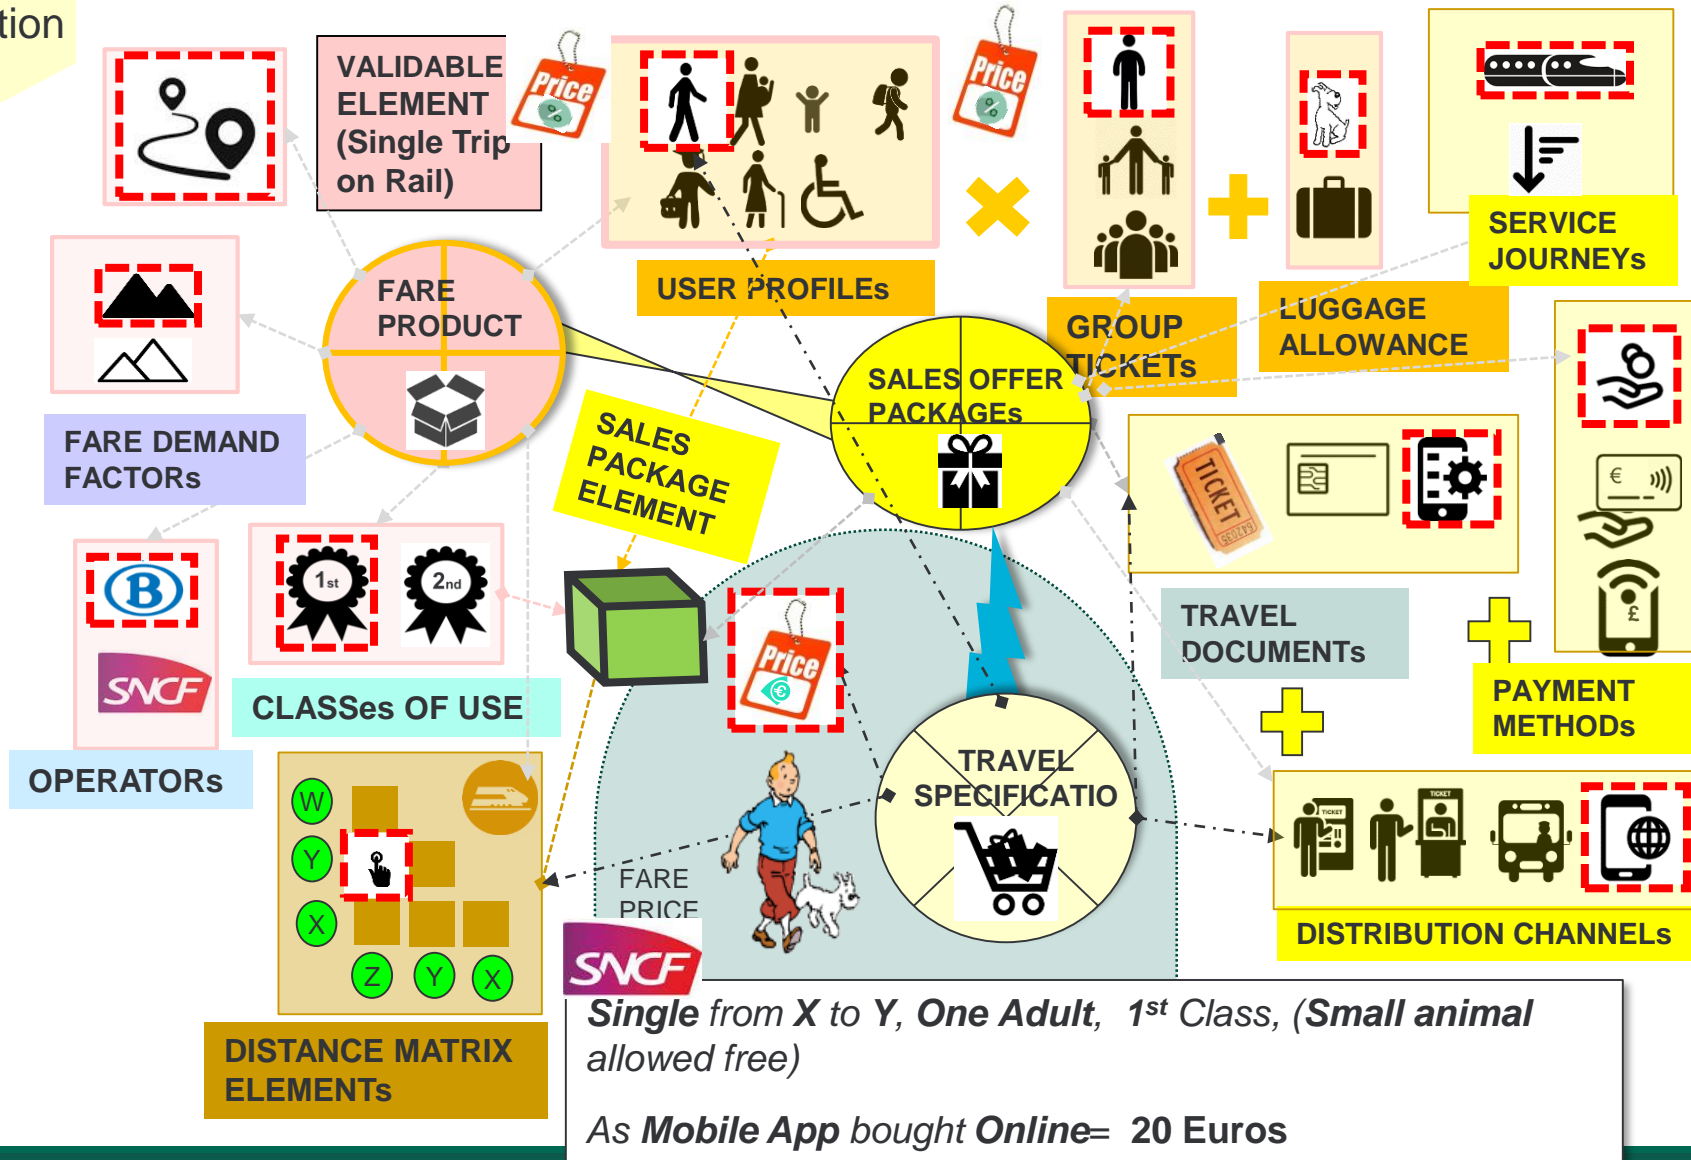 tion
VALIDABLE
ELEMENT
(Single Trip
on Rail)
Price
%
Price
%
SERVICE
JOURNEYs
FARE
PRODUCT
USER PROFILEs
GROUP
TICKETs
LUGGAGE
ALLOWANCE
SALES OFFER
PACKAGEs
FARE DEMAND
FACTORs
SALES
PACKAGE
ELEMENT
TICKET
642035
€
£
1st
2nd
B
SNCF
CLASSes OF USE
OPERATORs
Price
€
TRAVEL
DOCUMENTs
PAYMENT
METHODs
TRAVEL
SPECIFICATIO
TICKET
TICKET
DISTRIBUTION CHANNELs
W
Y
X
Z
Y
X
FARE
PRICE
SNCF
DISTANCE MATRIX
ELEMENTs
Single from X to Y, One Adult, 1st Class, (Small animal
allowed free)
As Mobile App bought Online= 20 Euros